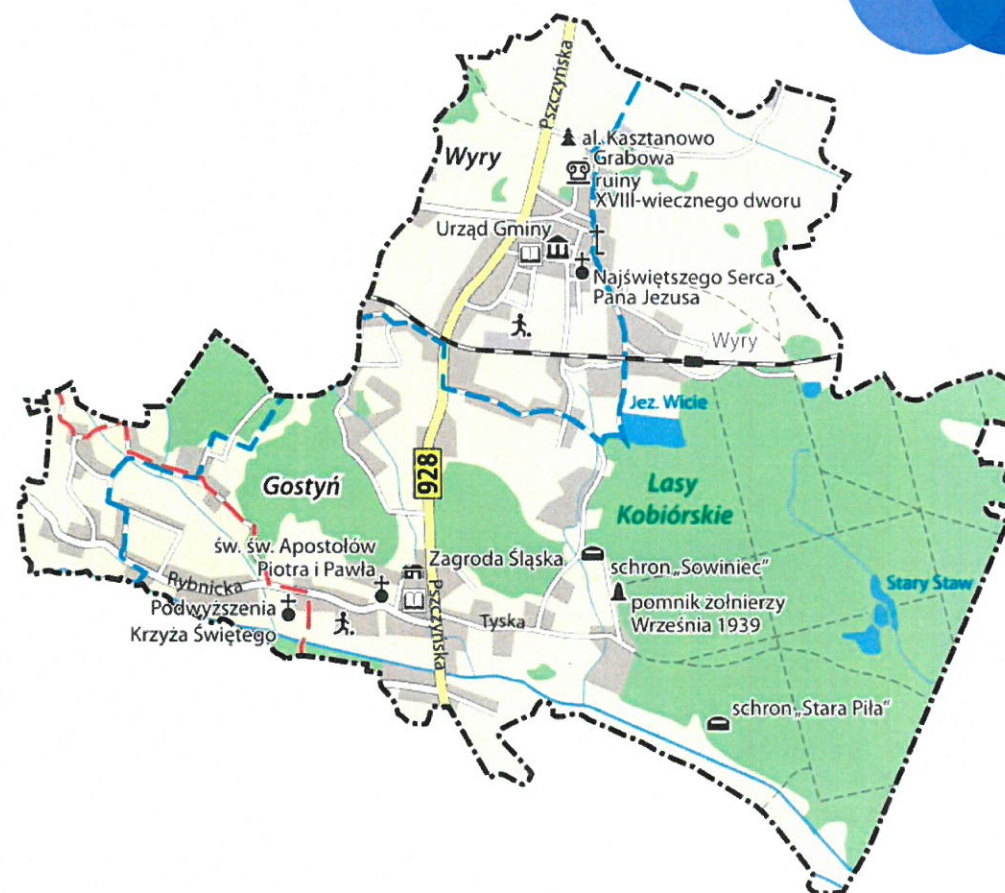 Pszczyńska
Wyry
al. Kasztanowo
-Grabowa
ruiny
XVIII-wiecznego dworu
Urząd Gminy
Najświętszego Serca
Pana Jezusa
Wyry
Jez. Wicie
928
Gostyń
Lasy
Kobiórskie
św. św. Apostołów
Piotra i Pawła
Zagroda Śląska
schron „Sowiniec”
Rybnicka
Stary Staw
Podwyższenia
Krzyża Świętego
Pszczyńska
Tyska
pomnik żołnierzy
Września 1939
schron „Stara Piła”